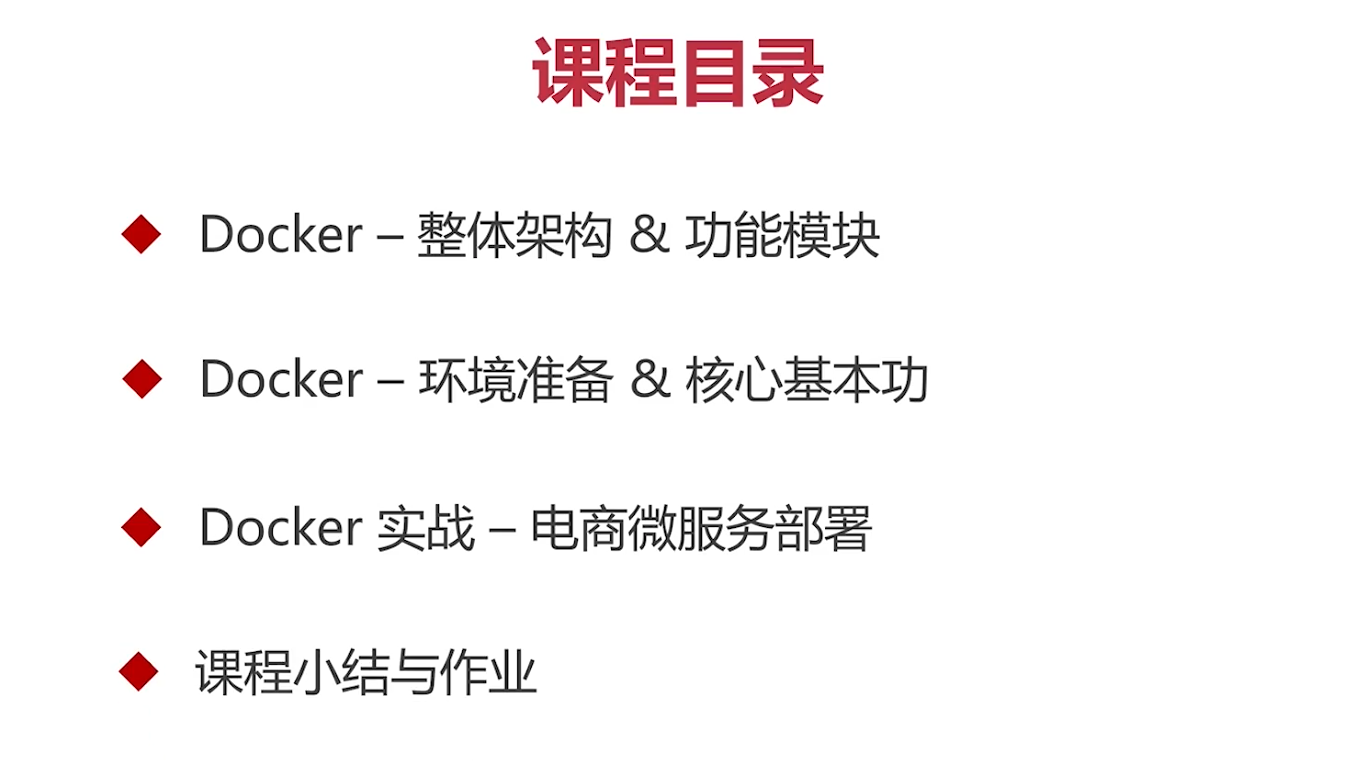 课程目录
Docker – 整体架构 & 功能模块
Docker – 环境准备 & 核心基本功
Docker 实战 – 电商微服务部署
课程小结与作业